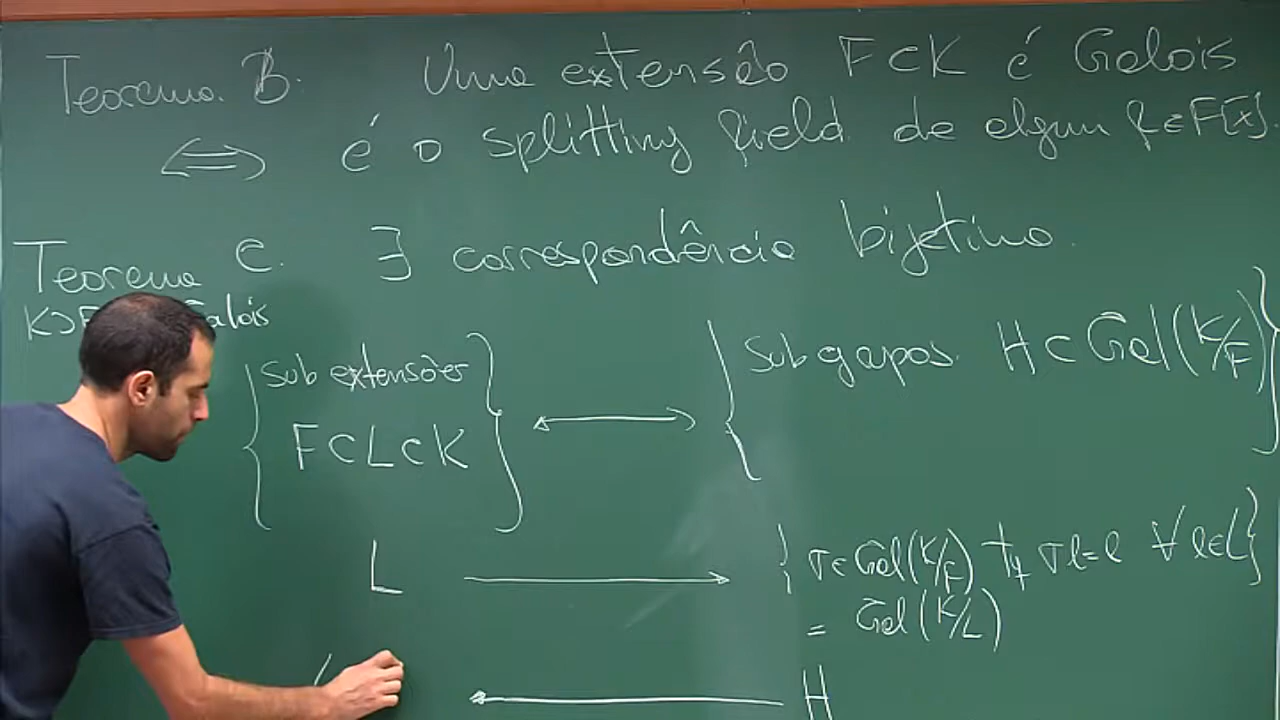 Teorema B. Uma extensão F⊂K é Galois
⟺ é o splitting field de algum f∈F[x].
Teorema C. ∃ correspondência bijetiva.
K⊃F Galois
{ Sub extensões F⊂L⊂K } ⟷ { Subgrupos H⊂Gal(K/F) }
L ⟶ { σ∈Gal(K/F) tq σl=l ∀l∈L }
= Gal(K/L)
⟵ H